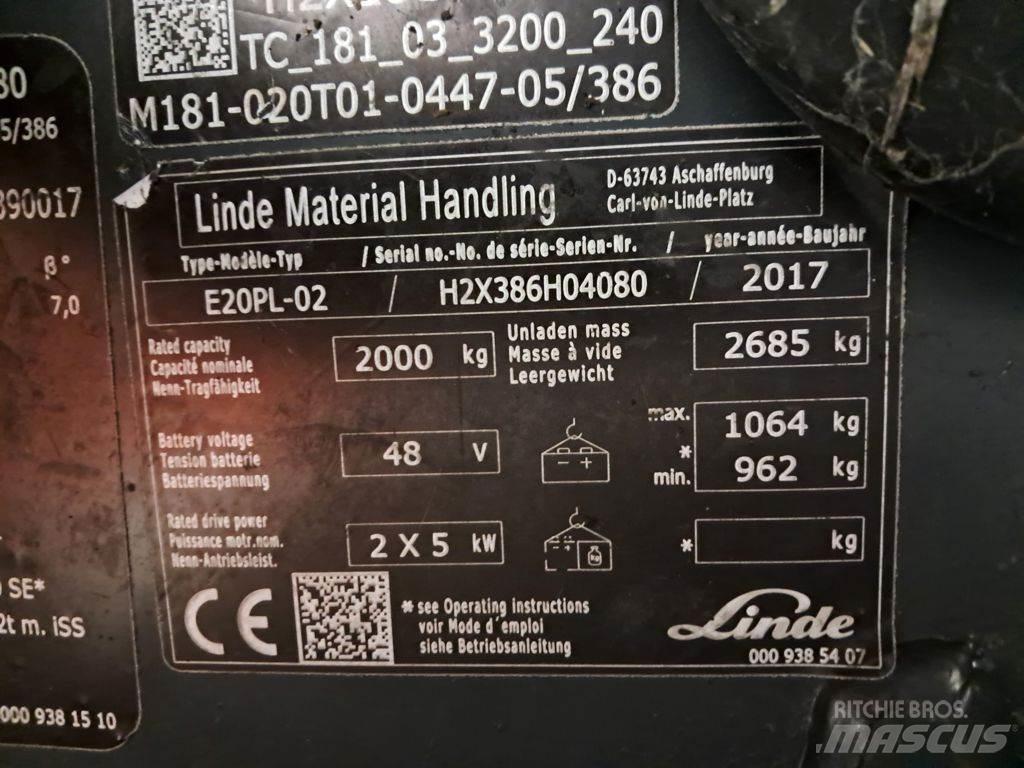 TC_181_03_3200_240
M181-020T01-0447-05/386
80
5/386
390017
β°
7,0
SE*
2t m. iSS
000 938 15 10
Linde Material Handling
D-63743 Aschaffenburg
Carl-von-Linde-Platz
Type-Modèle-Typ / Serial no.-No. de série-Serien-Nr. / year-année-Baujahr
E20PL-02 / H2X386H04080 / 2017
Rated capacity
Capacité nominale
Nenn-Tragfähigkeit
2000 kg
Unladen mass
Masse à vide
Leergewicht
2685 kg
Battery voltage
Tension batterie
Batteriespannung
48 V
- +
max. 1064 kg
*
min. 962 kg
Rated drive power
Puissance motr.nom.
Nenn-Antriebsleist.
2 X 5 kW
- + kg
* kg
CE
* see Operating instructions
voir Mode d'emploi
siehe Betriebsanleitung
Linde
000 938 54 07
RITCHIE BROS.
MASCUS